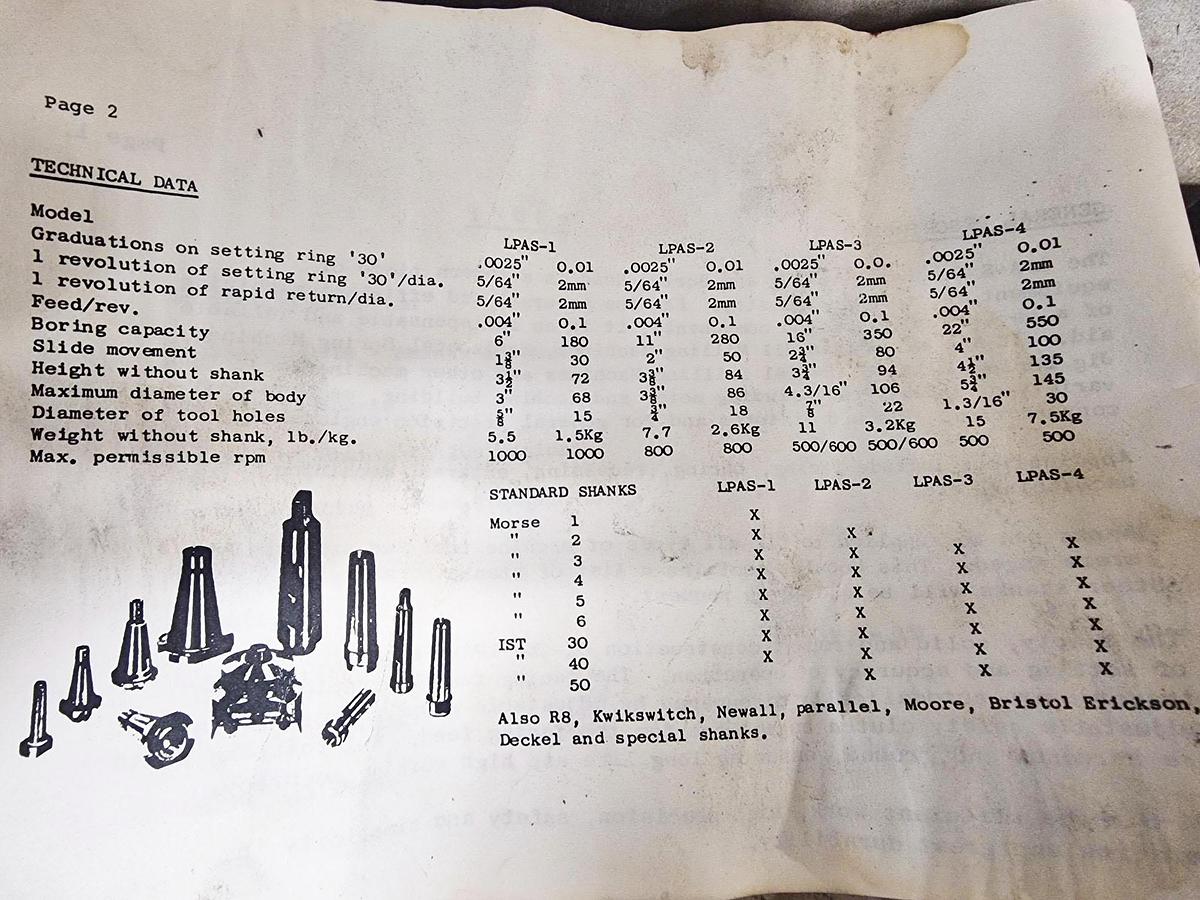 Page 2
TECHNICAL DATA
Model LPAS-1 LPAS-2 LPAS-3 LPAS-4
Graduations on setting ring '30' .0025" 0.01 .0025" 0.01 .0025" 0.0. .0025" 0.01
1 revolution of setting ring '30'/dia. 5/64" 2mm 5/64" 2mm 5/64" 2mm 5/64" 2mm
1 revolution of rapid return/dia. 5/64" 2mm 5/64" 2mm 5/64" 2mm 5/64" 2mm
Feed/rev. .004" 0.1 .004" 0.1 .004" 0.1 .004" 0.1
Boring capacity 6" 180 11" 280 16" 350 22" 550
Slide movement 1⅜" 30 2" 50 2¾" 80 4" 100
Height without shank 3½" 72 3⅜" 84 3¾" 94 4½" 135
Maximum diameter of body 3" 68 3⅜" 86 4.3/16" 106 5¾" 145
Diameter of tool holes ⅝" 15 ¾" 18 ⅞" 22 1.3/16" 30
Weight without shank, lb./kg. 5.5 1.5Kg 7.7 2.6Kg 11 3.2Kg 15 7.5Kg
Max. permissible rpm 1000 1000 800 800 500/600 500/600 500 500
STANDARD SHANKS LPAS-1 LPAS-2 LPAS-3 LPAS-4
Morse 1 X
" 2 X X
" 3 X X X X
" 4 X X X X
" 5 X X X X
" 6 X X X X
IST 30 X X X X
" 40 X X X X
" 50 X X X
Also R8, Kwikswitch, Newall, parallel, Moore, Bristol Erickson,
Deckel and special shanks.